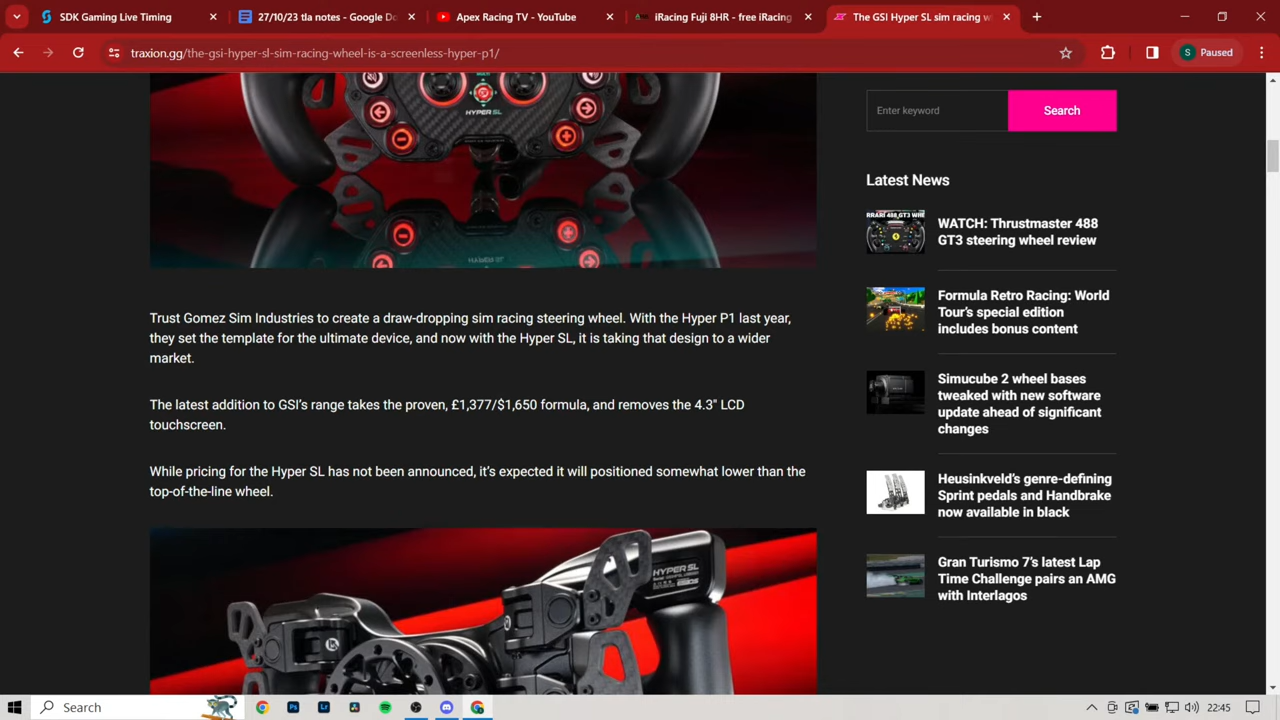 SDK Gaming Live Timing
27/10/23 tla notes - Google Do
Apex Racing TV - YouTube
iRacing Fuji 8HR - free iRacing
The GSI Hyper SL sim racing w
traxion.gg/the-gsi-hyper-sl-sim-racing-wheel-is-a-screenless-hyper-p1/
S
Paused
HYPER SL
Enter keyword
Search
Latest News
WATCH: Thrustmaster 488
GT3 steering wheel review
Formula Retro Racing: World
Tour's special edition
includes bonus content
Simucube 2 wheel bases
tweaked with new software
update ahead of significant
changes
Heusinkveld's genre-defining
Sprint pedals and Handbrake
now available in black
Gran Turismo 7's latest Lap
Time Challenge pairs an AMG
with Interlagos
Trust Gomez Sim Industries to create a draw-dropping sim racing steering wheel. With the Hyper P1 last year,
they set the template for the ultimate device, and now with the Hyper SL, it is taking that design to a wider
market.
The latest addition to GSI's range takes the proven, £1,377/$1,650 formula, and removes the 4.3″ LCD
touchscreen.
While pricing for the Hyper SL has not been announced, it's expected it will positioned somewhat lower than the
top-of-the-line wheel.
HYPER SL
Search
22:45